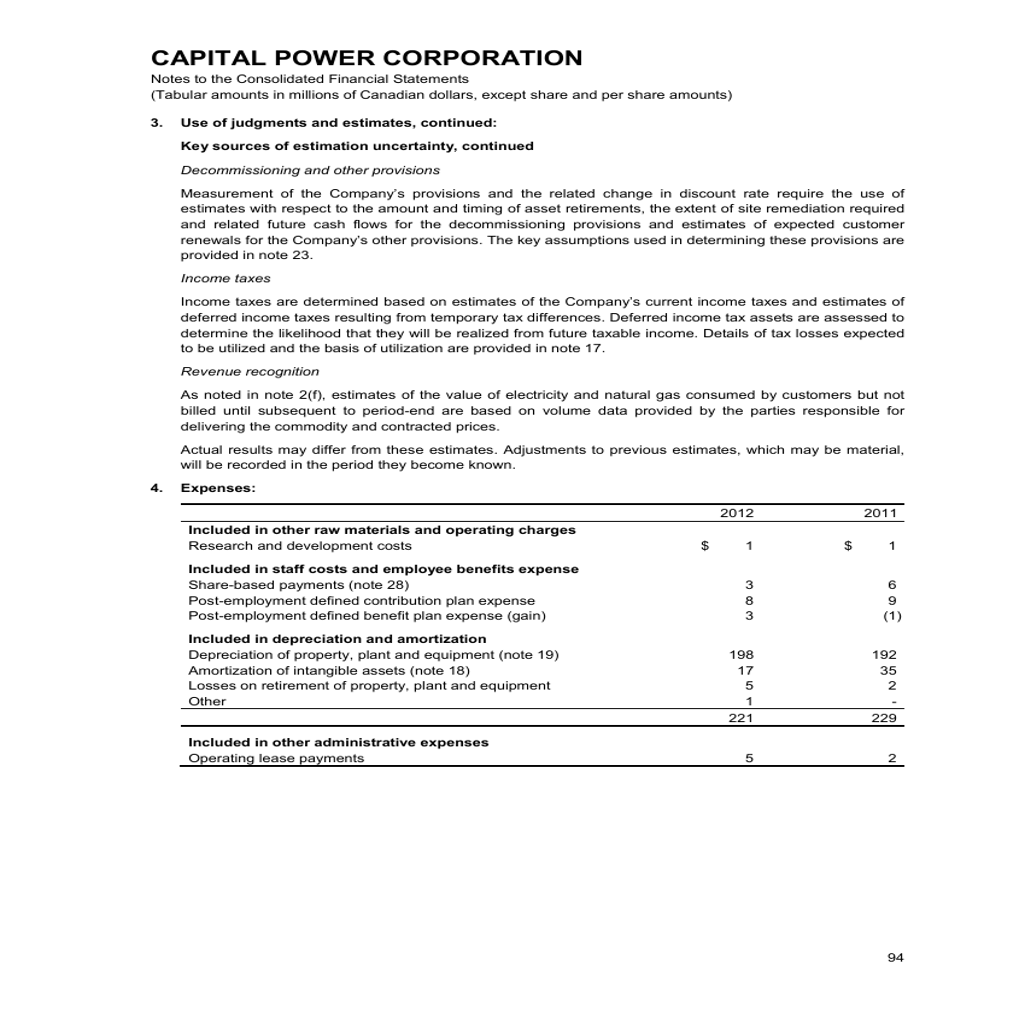 CAPITAL POWER CORPORATION
Notes to the Consolidated Financial Statements
(Tabular amounts in millions of Canadian dollars, except share and per share amounts)
3. Use of judgments and estimates, continued:
Key sources of estimation uncertainty, continued
Decommissioning and other provisions
Measurement of the Company's provisions and the related change in discount rate require the use of
estimates with respect to the amount and timing of asset retirements, the extent of site remediation required
and related future cash flows for the decommissioning provisions and estimates of expected customer
renewals for the Company's other provisions. The key assumptions used in determining these provisions are
provided in note 23.
Income taxes
Income taxes are determined based on estimates of the Company's current income taxes and estimates of
deferred income taxes resulting from temporary tax differences. Deferred income tax assets are assessed to
determine the likelihood that they will be realized from future taxable income. Details of tax losses expected
to be utilized and the basis of utilization are provided in note 17.
Revenue recognition
As noted in note 2(f), estimates of the value of electricity and natural gas consumed by customers but not
billed until subsequent to period-end are based on volume data provided by the parties responsible for
delivering the commodity and contracted prices.
Actual results may differ from these estimates. Adjustments to previous estimates, which may be material,
will be recorded in the period they become known.
4. Expenses:
2012 2011
Included in other raw materials and operating charges
Research and development costs $ 1 $ 1
Included in staff costs and employee benefits expense
Share-based payments (note 28) 3 6
Post-employment defined contribution plan expense 8 9
Post-employment defined benefit plan expense (gain) 3 (1)
Included in depreciation and amortization
Depreciation of property, plant and equipment (note 19) 198 192
Amortization of intangible assets (note 18) 17 35
Losses on retirement of property, plant and equipment 5 2
Other 1 -
221 229
Included in other administrative expenses
Operating lease payments 5 2
94